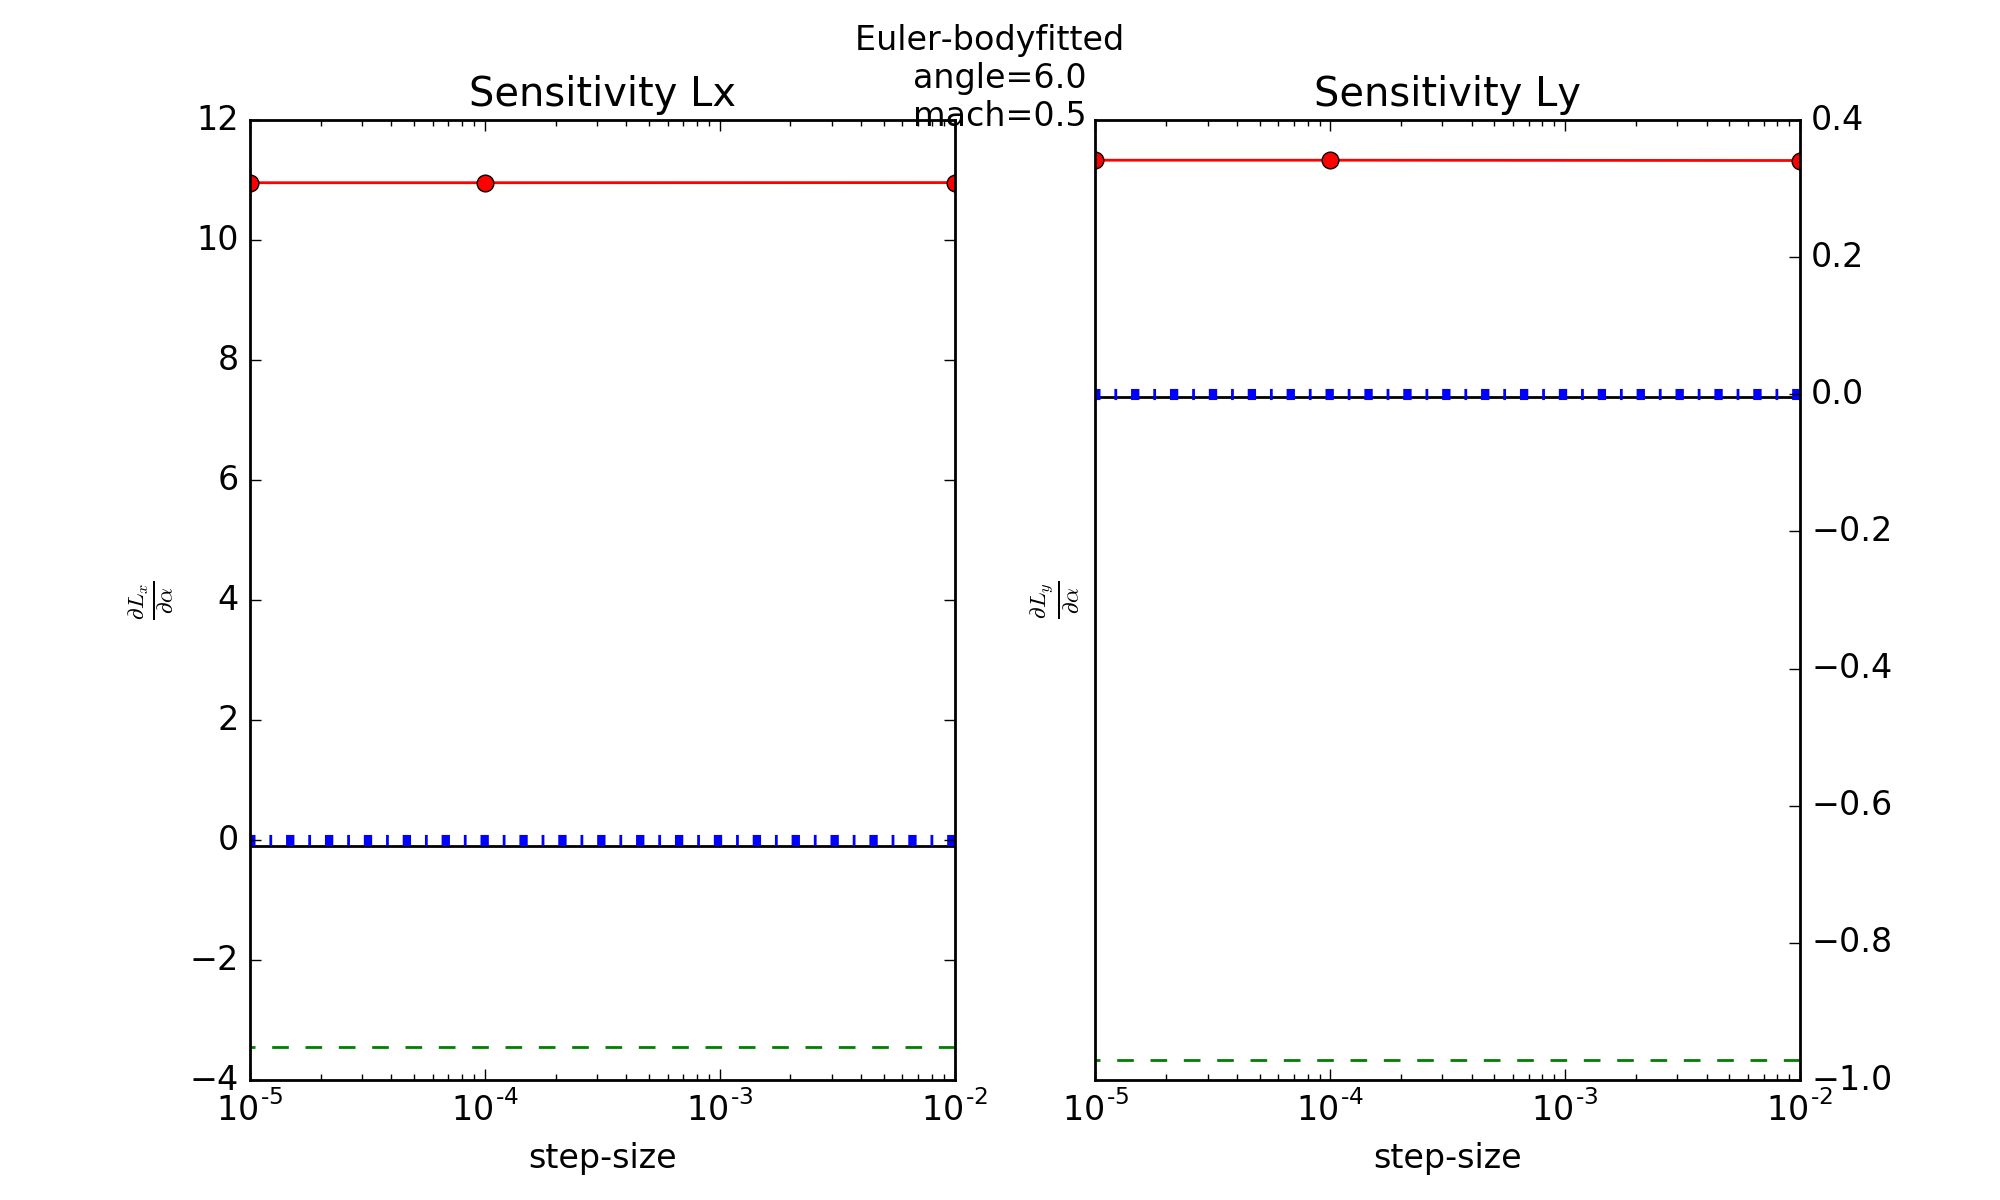 Euler-bodyfitted
angle=6.0
mach=0.5
Sensitivity Lx
12
10
8
6
4
2
0
−2
−4
∂L_x/∂α
10^-5 10^-4 10^-3 10^-2
step-size
Sensitivity Ly
∂L_y/∂α
0.4
0.2
0.0
−0.2
−0.4
−0.6
−0.8
−1.0
10^-5 10^-4 10^-3 10^-2
step-size